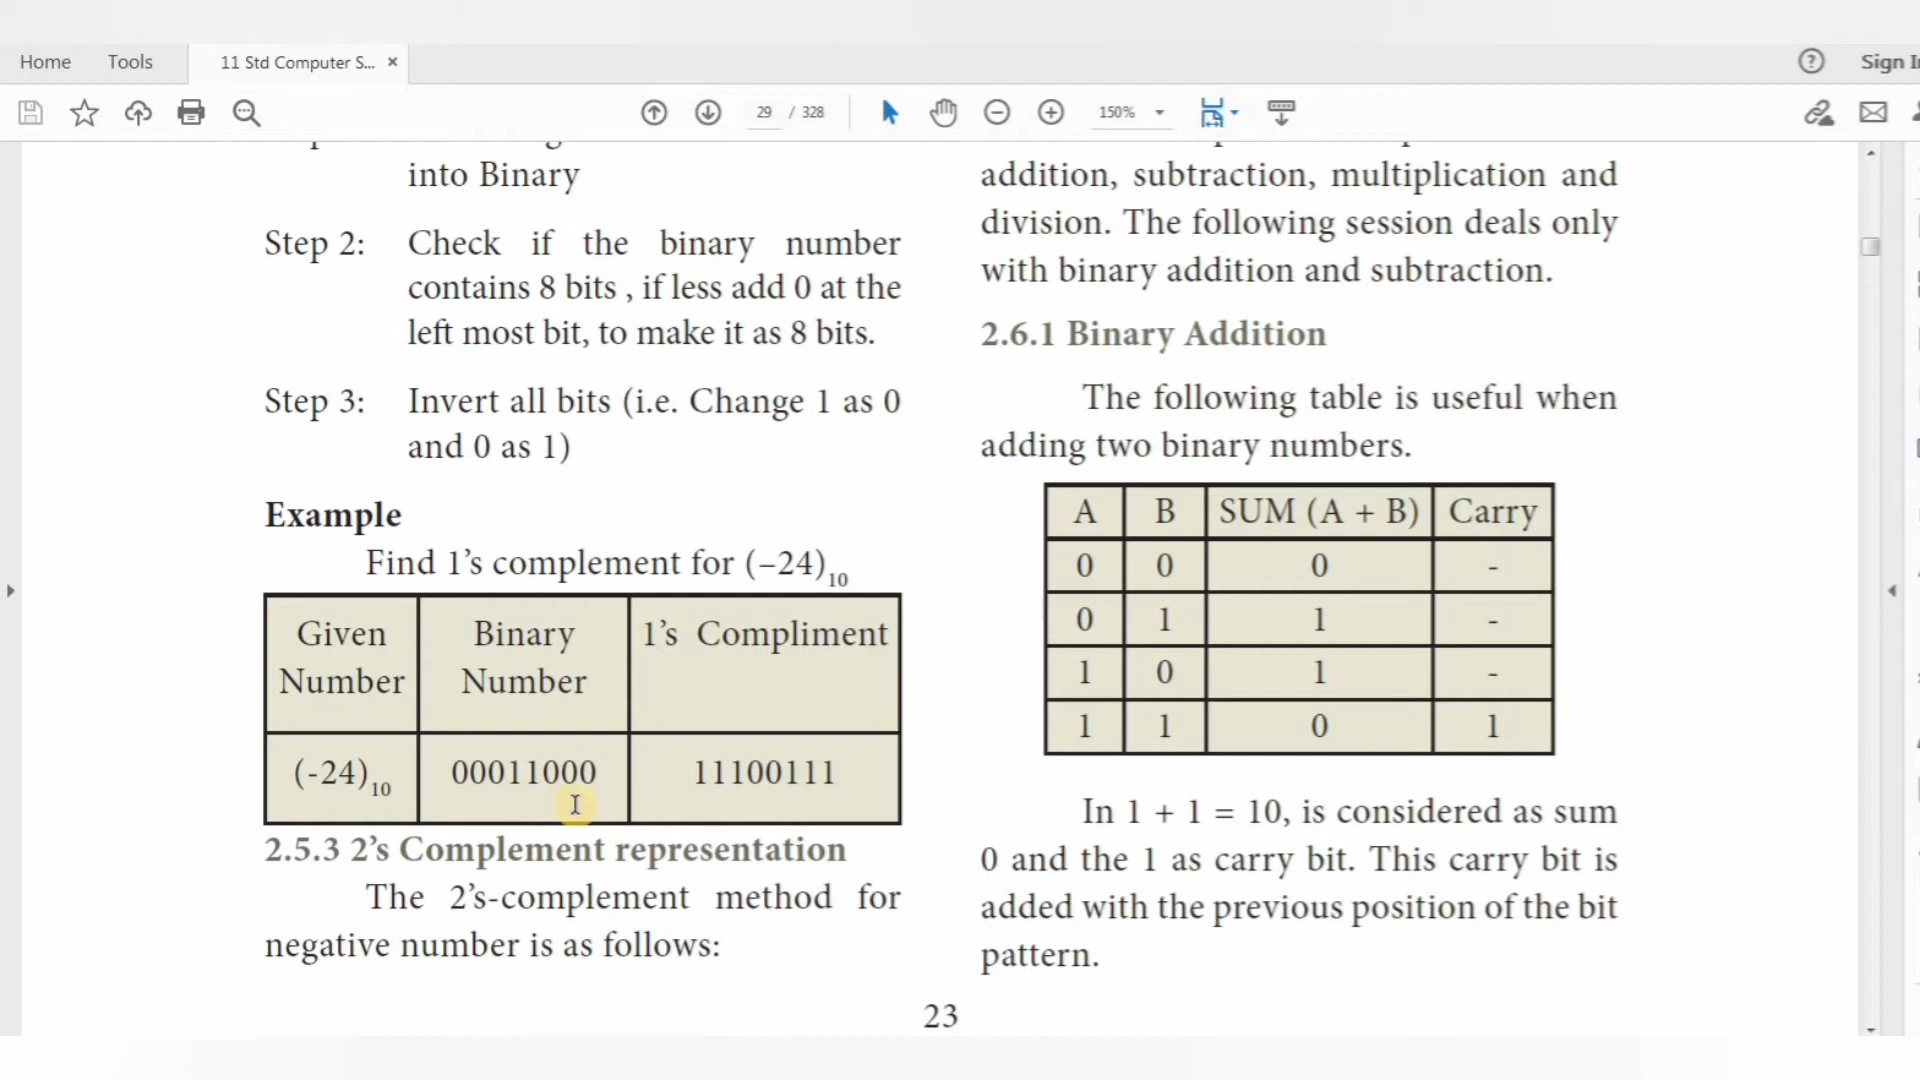 Home Tools 11 Std Computer S... × ? Sign
29 / 328 150%
into Binary
Step 2: Check if the binary number
contains 8 bits , if less add 0 at the
left most bit, to make it as 8 bits.
Step 3: Invert all bits (i.e. Change 1 as 0
and 0 as 1)
Example
Find 1’s complement for (–24)10
Given Number Binary Number 1’s Compliment
(-24)10 00011000 11100111
2.5.3 2’s Complement representation
The 2’s-complement method for
negative number is as follows:
addition, subtraction, multiplication and
division. The following session deals only
with binary addition and subtraction.
2.6.1 Binary Addition
The following table is useful when
adding two binary numbers.
A B SUM (A + B) Carry
0 0 0 -
0 1 1 -
1 0 1 -
1 1 0 1
In 1 + 1 = 10, is considered as sum
0 and the 1 as carry bit. This carry bit is
added with the previous position of the bit
pattern.
23